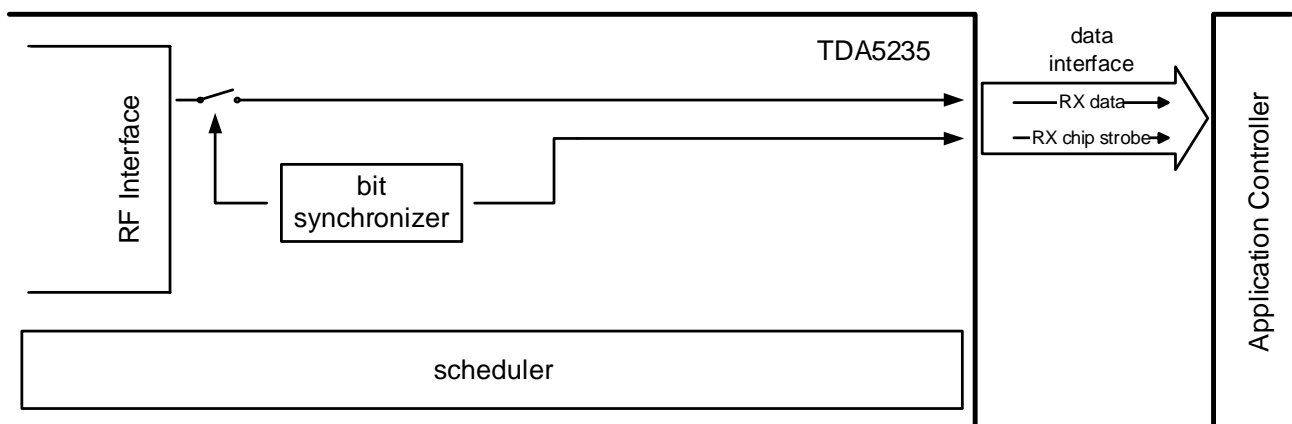 TDA5235
data
interface
RX data
RX chip strobe
RF Interface
bit
synchronizer
Application Controller
scheduler